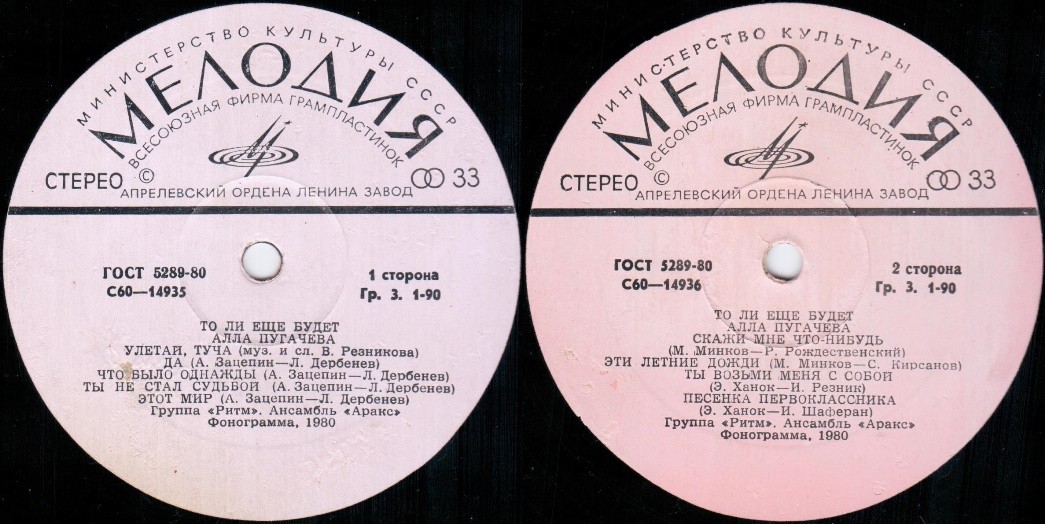 МИНИСТЕРСТВО КУЛЬТУРЫ СССР
МЕЛОДИЯ
ВСЕСОЮЗНАЯ ФИРМА ГРАМПЛАСТИНОК
СТЕРЕО © 33
АПРЕЛЕВСКИЙ ОРДЕНА ЛЕНИНА ЗАВОД
ГОСТ 5289-80 1 сторона
С60—14935 Гр. 3. 1-90
ТО ЛИ ЕЩЕ БУДЕТ
АЛЛА ПУГАЧЕВА
УЛЕТАЙ, ТУЧА (муз. и сл. В. Резникова)
ДА (А. Зацепин—Л. Дербенев)
ЧТО БЫЛО ОДНАЖДЫ (А. Зацепин—Л. Дербенев)
ТЫ НЕ СТАЛ СУДЬБОЙ (А. Зацепин—Л. Дербенев)
ЭТОТ МИР (А. Зацепин—Л. Дербенев)
Группа «Ритм». Ансамбль «Аракс»
Фонограмма, 1980
МИНИСТЕРСТВО КУЛЬТУРЫ СССР
МЕЛОДИЯ
ВСЕСОЮЗНАЯ ФИРМА ГРАМПЛАСТИНОК
СТЕРЕО © 33
АПРЕЛЕВСКИЙ ОРДЕНА ЛЕНИНА ЗАВОД
ГОСТ 5289-80 2 сторона
С60—14936 Гр. 3. 1-90
ТО ЛИ ЕЩЕ БУДЕТ
АЛЛА ПУГАЧЕВА
СКАЖИ МНЕ ЧТО-НИБУДЬ
(М. Минков—Р. Рождественский)
ЭТИ ЛЕТНИЕ ДОЖДИ (М. Минков—С. Кирсанов)
ТЫ ВОЗЬМИ МЕНЯ С СОБОЙ
(Э. Ханок—И. Резник)
ПЕСЕНКА ПЕРВОКЛАССНИКА
(Э. Ханок—И. Шаферан)
Группа «Ритм». Ансамбль «Аракс»
Фонограмма, 1980